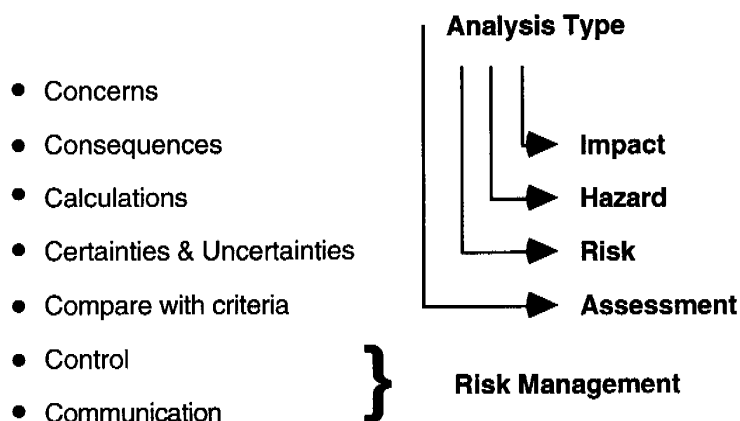 Analysis Type
• Concerns
• Consequences
Impact
• Calculations
Hazard
• Certainties & Uncertainties
Risk
• Compare with criteria
Assessment
• Control
Risk Management
• Communication